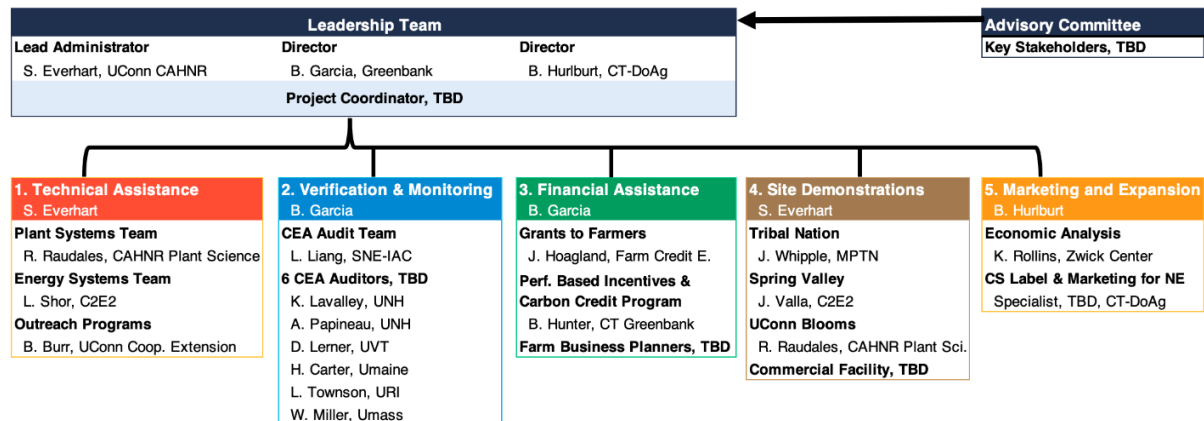 Leadership Team
Lead Administrator
S. Everhart, UConn CAHNR
Director
B. Garcia, Greenbank
Director
B. Hurlburt, CT-DoAg
Project Coordinator, TBD
Advisory Committee
Key Stakeholders, TBD
1. Technical Assistance
S. Everhart
Plant Systems Team
R. Raudales, CAHNR Plant Science
Energy Systems Team
L. Shor, C2E2
Outreach Programs
B. Burr, UConn Coop. Extension
2. Verification & Monitoring
B. Garcia
CEA Audit Team
L. Liang, SNE-IAC
6 CEA Auditors, TBD
K. Lavalley, UNH
A. Papineau, UNH
D. Lerner, UVT
H. Carter, Umaine
L. Townson, URI
W. Miller, Umass
3. Financial Assistance
B. Garcia
Grants to Farmers
J. Hoagland, Farm Credit E.
Perf. Based Incentives &
Carbon Credit Program
B. Hunter, CT Greenbank
Farm Business Planners, TBD
4. Site Demonstrations
S. Everhart
Tribal Nation
J. Whipple, MPTN
Spring Valley
J. Valla, C2E2
UConn Blooms
R. Raudales, CAHNR Plant Sci.
Commercial Facility, TBD
5. Marketing and Expansion
B. Hurlburt
Economic Analysis
K. Rollins, Zwick Center
CS Label & Marketing for NE
Specialist, TBD, CT-DoAg